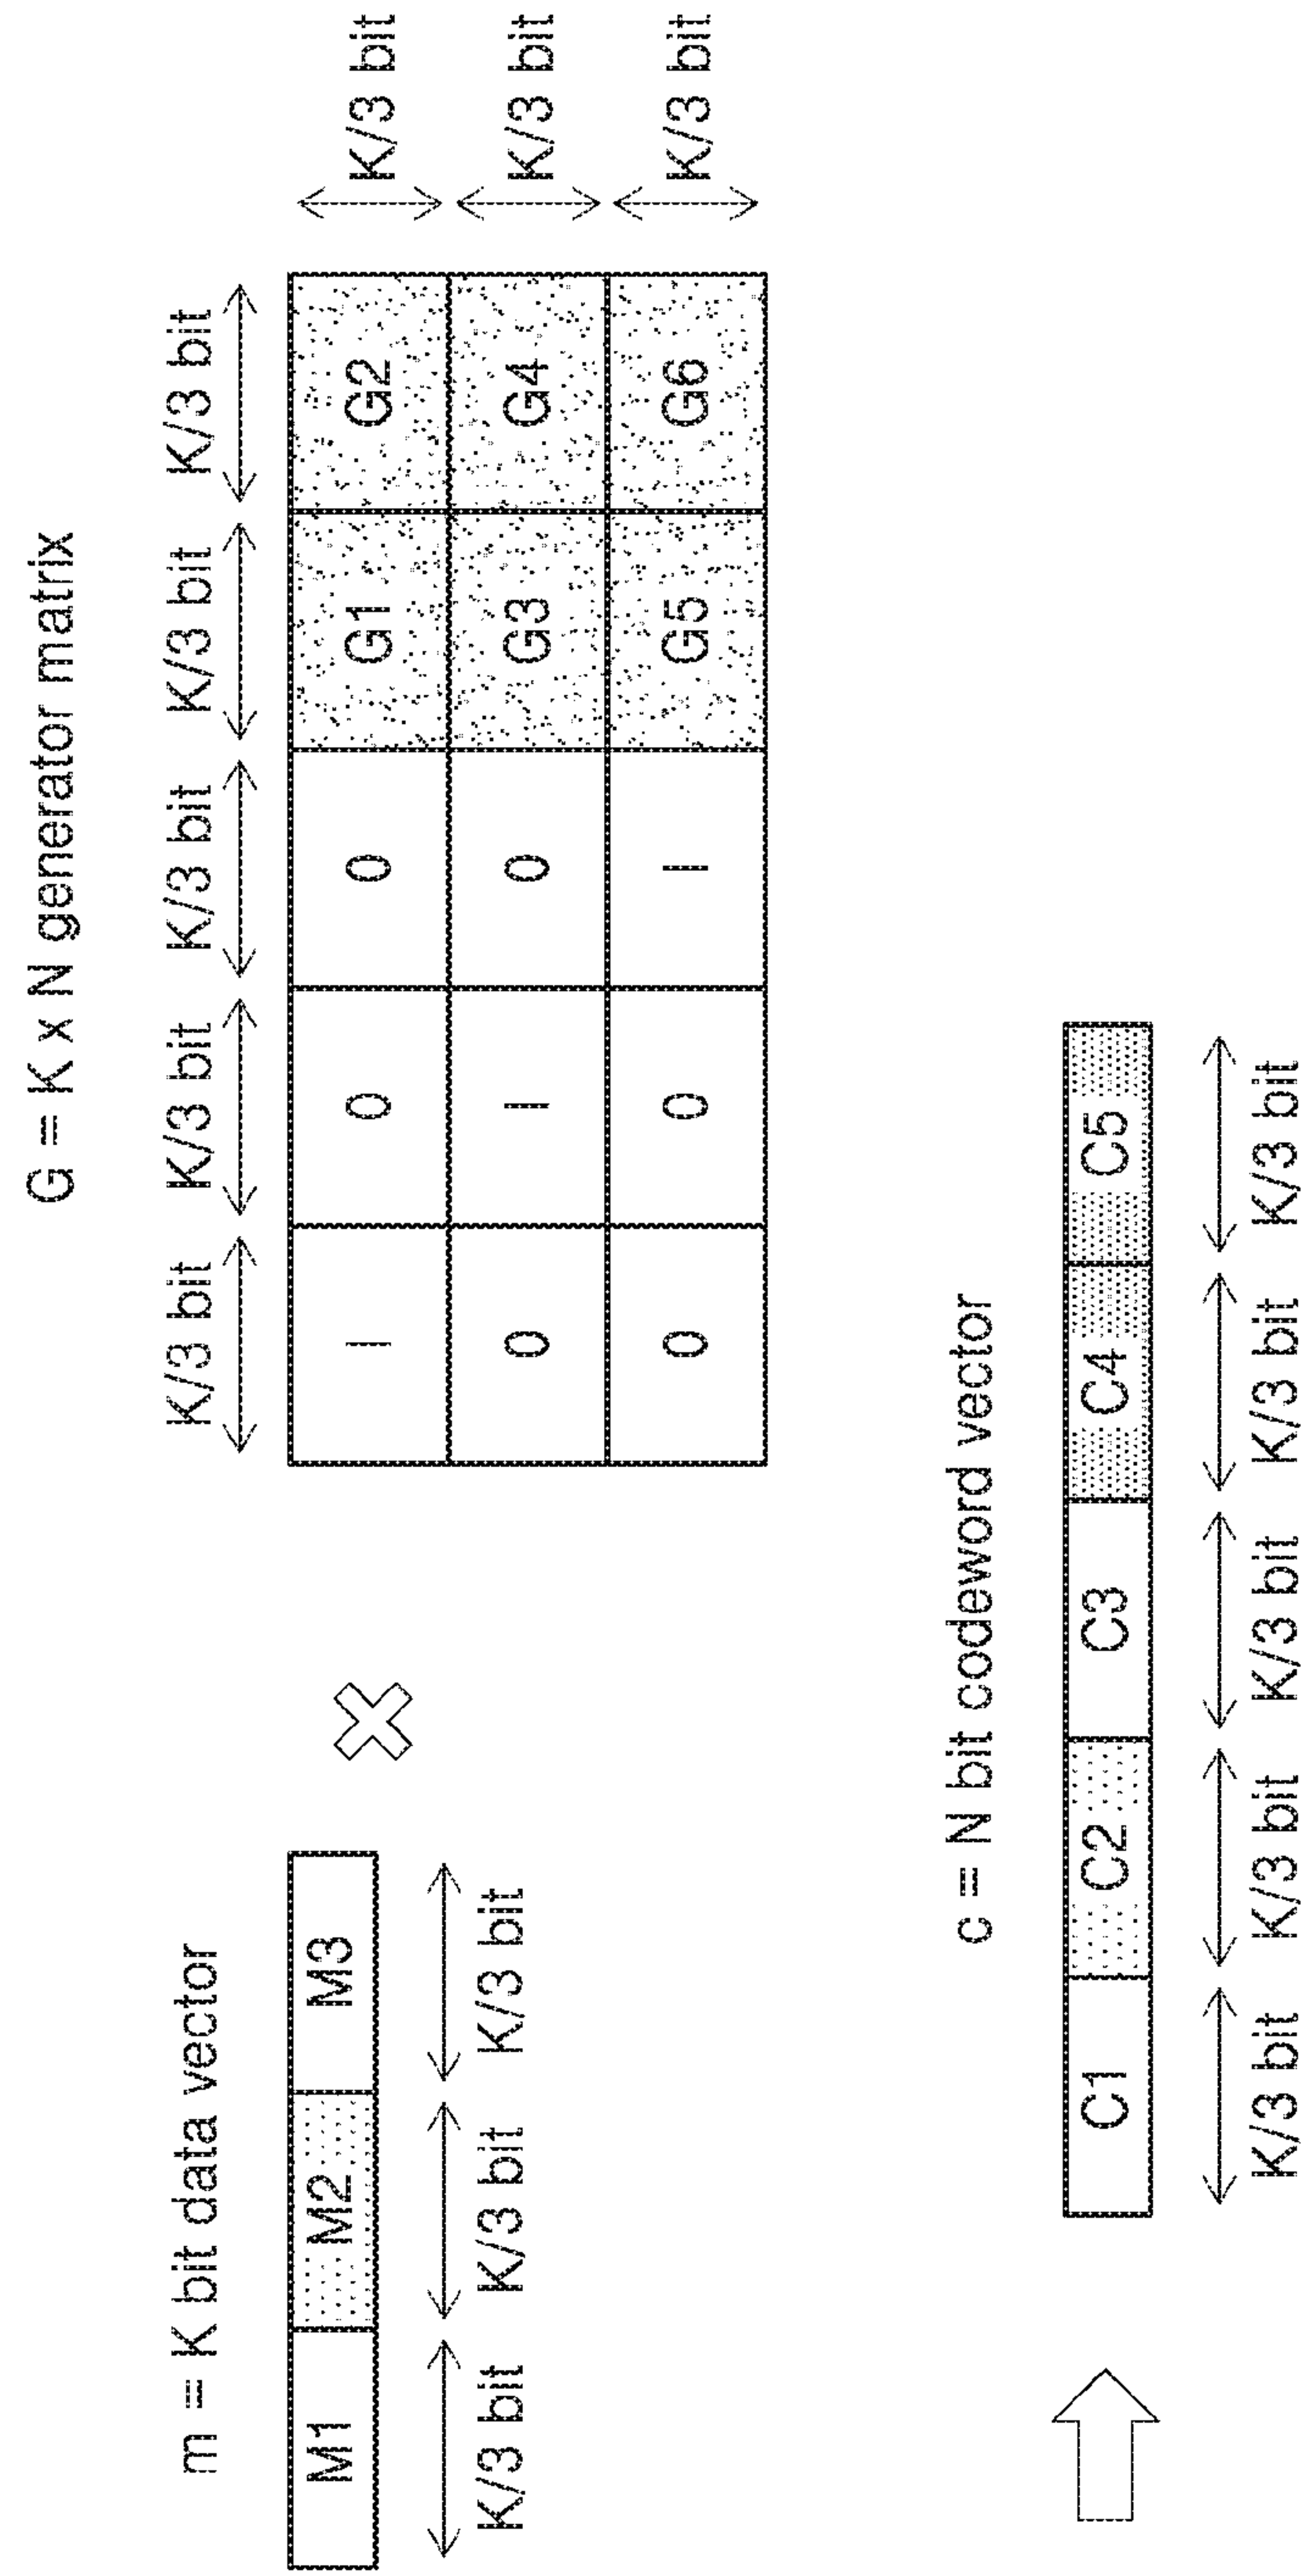 G = K x N generator matrix
K/3 bit K/3 bit K/3 bit K/3 bit K/3 bit
m = K bit data vector
M1 M2 M3
K/3 bit K/3 bit K/3 bit
I 0 0 G1 G2 K/3 bit
0 I 0 G3 G4 K/3 bit
0 0 I G5 G6 K/3 bit
c = N bit codeword vector
C1 C2 C3 C4 C5
K/3 bit K/3 bit K/3 bit K/3 bit K/3 bit